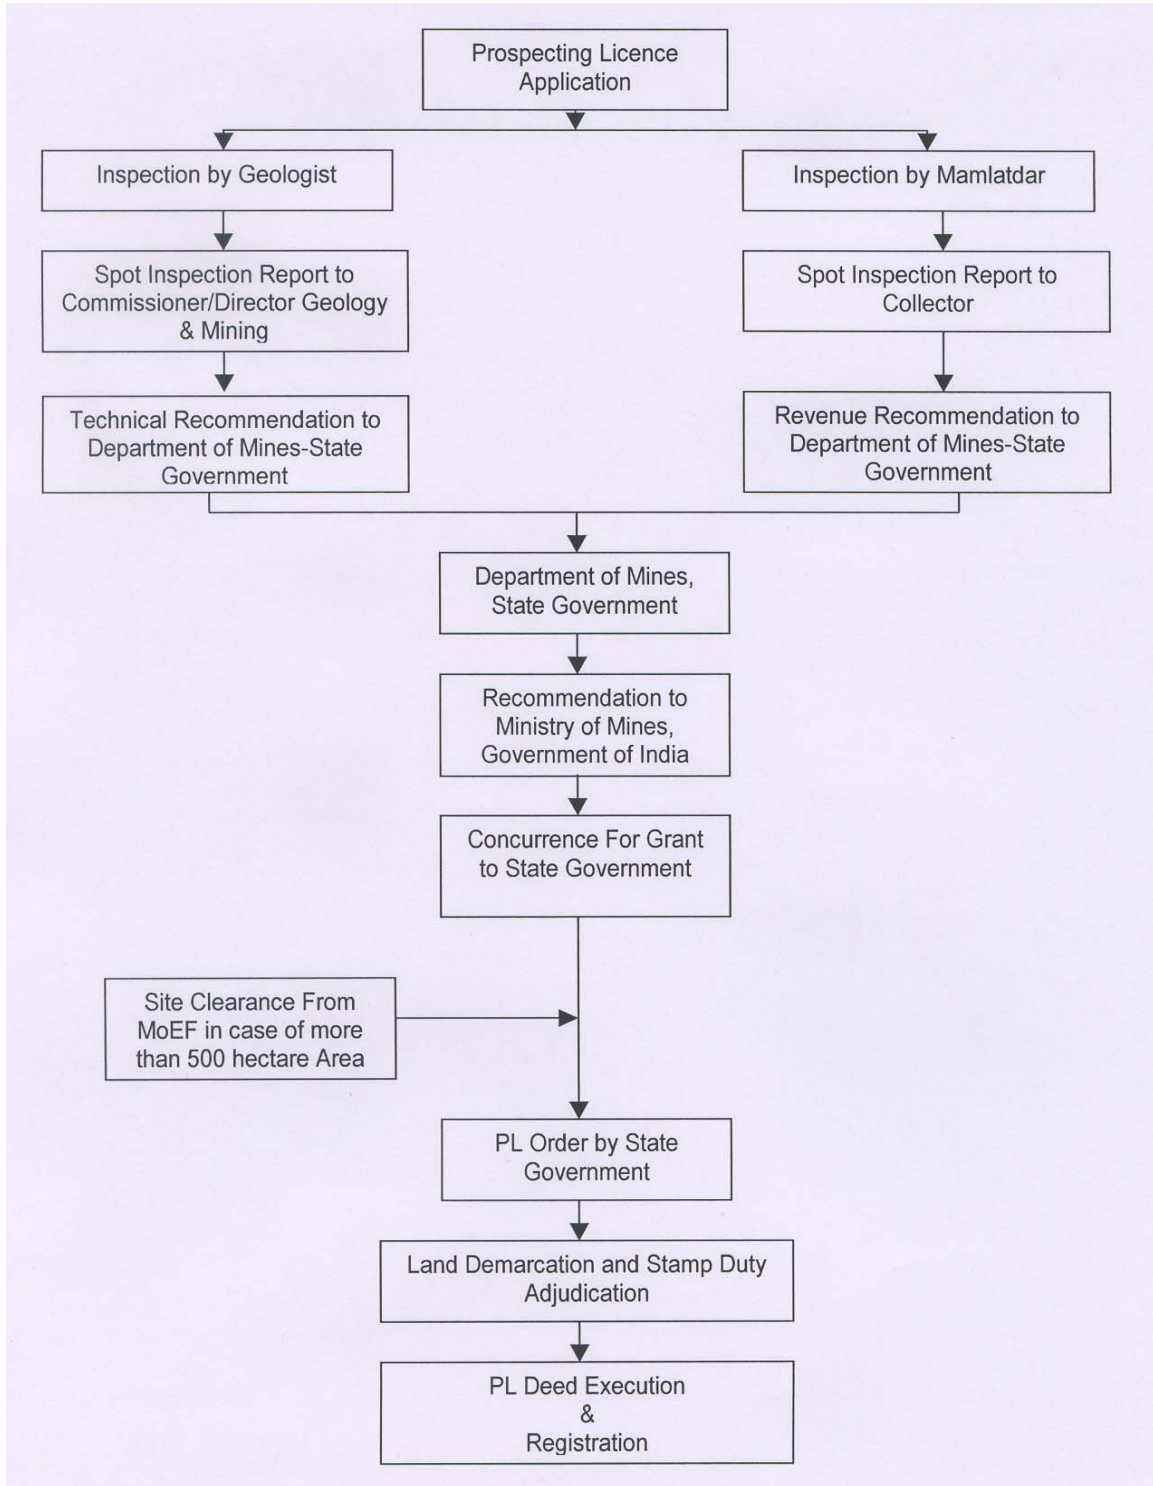 Prospecting Licence
Application
Inspection by Geologist
Inspection by Mamlatdar
Spot Inspection Report to
Commissioner/Director Geology
& Mining
Spot Inspection Report to
Collector
Technical Recommendation to
Department of Mines-State
Government
Revenue Recommendation to
Department of Mines-State
Government
Department of Mines,
State Government
Recommendation to
Ministry of Mines,
Government of India
Concurrence For Grant
to State Government
Site Clearance From
MoEF in case of more
than 500 hectare Area
PL Order by State
Government
Land Demarcation and Stamp Duty
Adjudication
PL Deed Execution
&
Registration